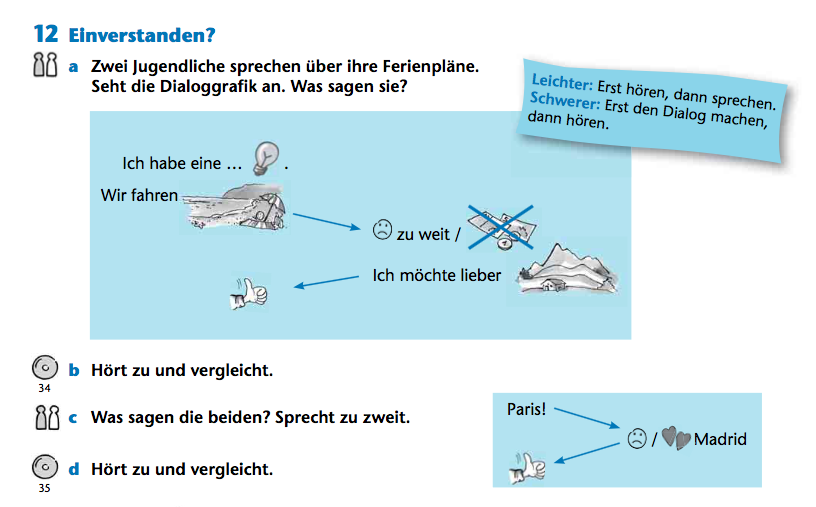 12 Einverstanden?
a Zwei Jugendliche sprechen über ihre Ferienpläne.
Seht die Dialoggrafik an. Was sagen sie?
Leichter: Erst hören, dann sprechen.
Schwerer: Erst den Dialog machen,
dann hören.
Ich habe eine ... .
Wir fahren
zu weit /
Ich möchte lieber
34
b Hört zu und vergleicht.
c Was sagen die beiden? Sprecht zu zweit.
Paris!
/ Madrid
35
d Hört zu und vergleicht.